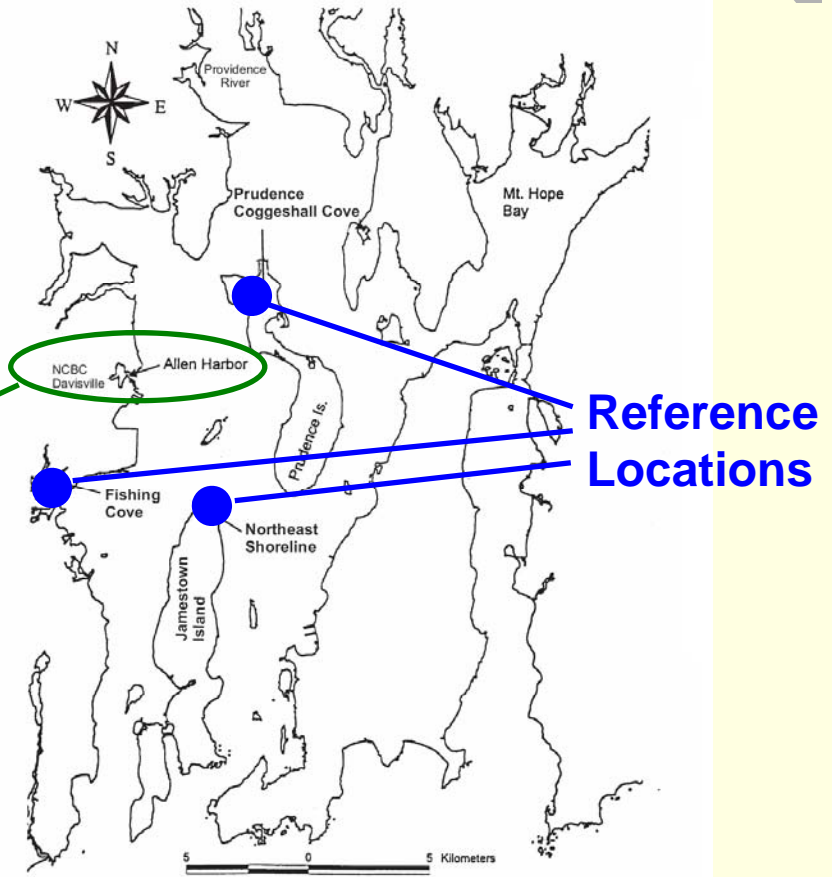 N
W E
S
Providence
River
Prudence
Coggeshall Cove
Mt. Hope
Bay
NCBC
Davisville
Allen Harbor
Prudence Is.
Reference
Locations
Fishing
Cove
Northeast
Shoreline
Jamestown
Island
5 0 5 Kilometers